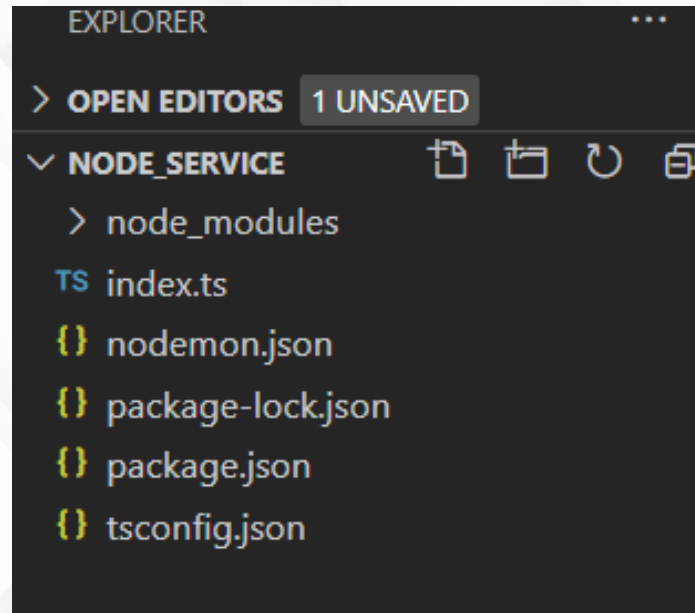 EXPLORER
OPEN EDITORS 1 UNSAVED
NODE_SERVICE
node_modules
TS index.ts
{} nodemon.json
{} package-lock.json
{} package.json
{} tsconfig.json